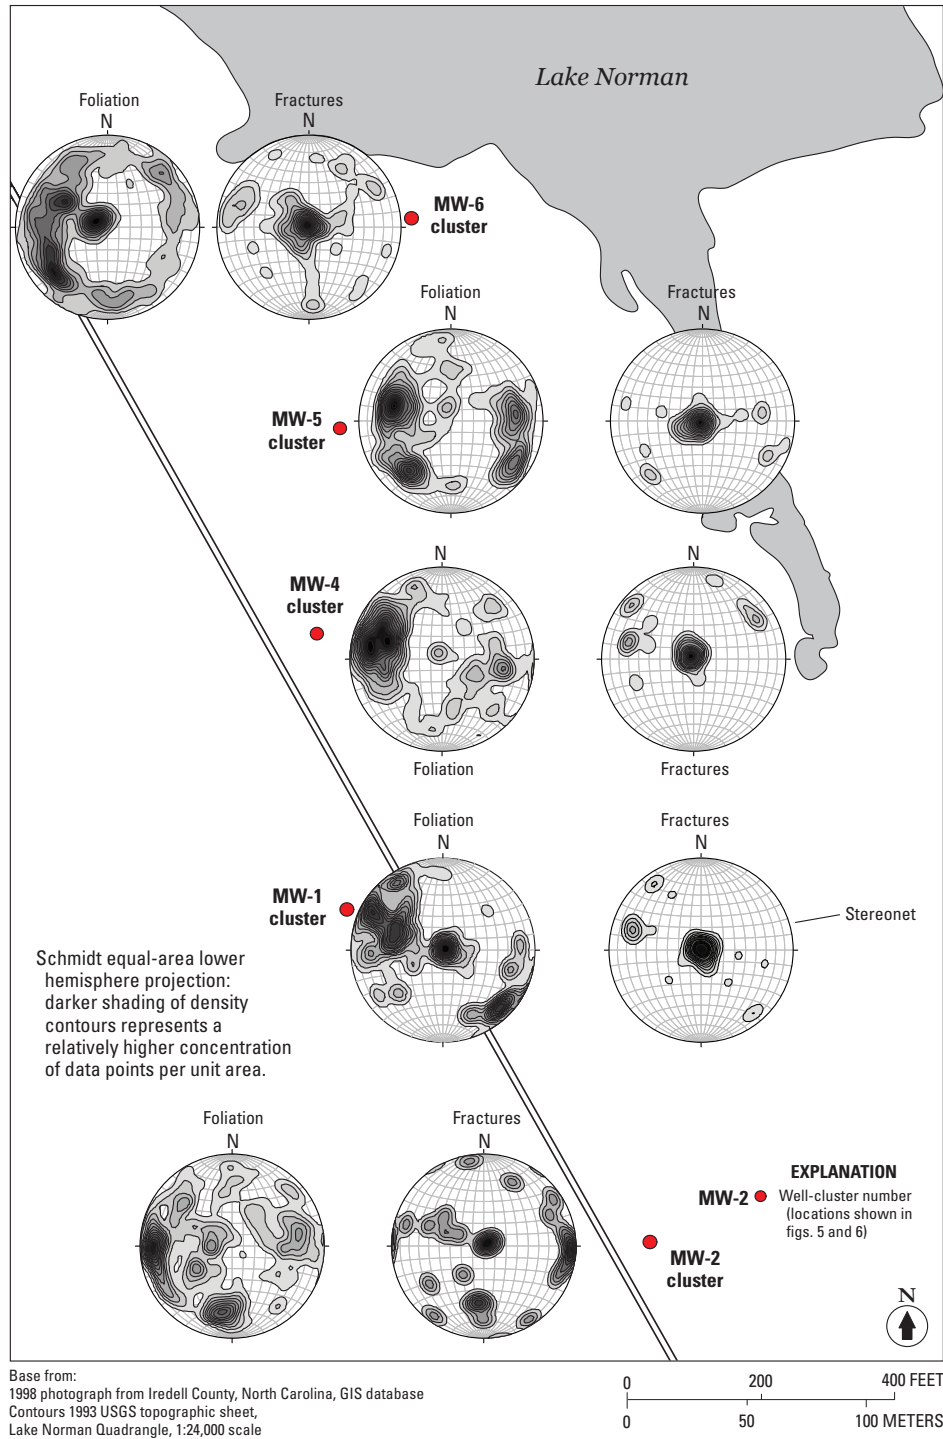 Lake Norman
Foliation
N
Fractures
N
MW-6
cluster
Foliation
N
Fractures
N
MW-5
cluster
N
N
MW-4
cluster
Foliation
Fractures
Foliation
N
Fractures
N
MW-1
cluster
Stereonet
Schmidt equal-area lower
hemisphere projection:
darker shading of density
contours represents a
relatively higher concentration
of data points per unit area.
Foliation
N
Fractures
N
EXPLANATION
MW-2
Well-cluster number
(locations shown in
figs. 5 and 6)
MW-2
cluster
N
Base from:
1998 photograph from Iredell County, North Carolina, GIS database
Contours 1993 USGS topographic sheet,
Lake Norman Quadrangle, 1:24,000 scale
0 200 400 FEET
0 50 100 METERS